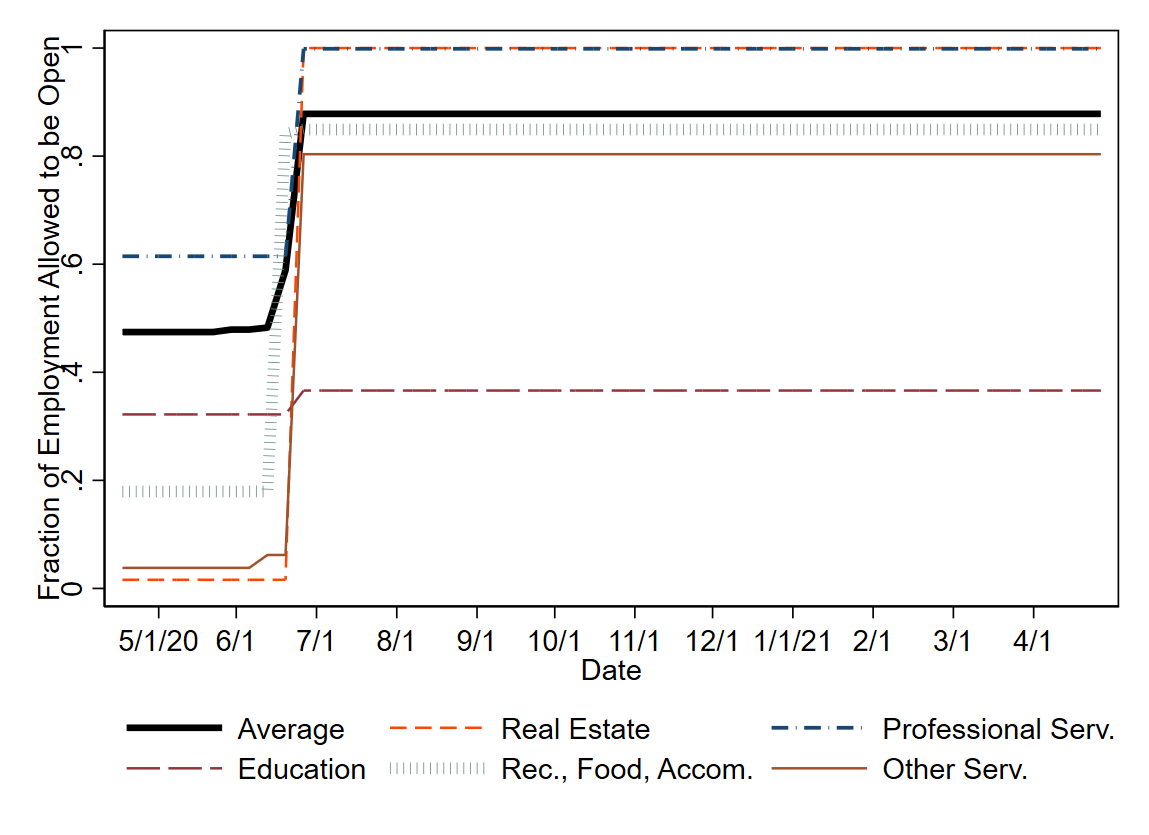 Fraction of Employment Allowed to be Open
1
.8
.6
.4
.2
0
5/1/20 6/1 7/1 8/1 9/1 10/1 11/1 12/1 1/1/21 2/1 3/1 4/1
Date
Average Real Estate Professional Serv.
Education Rec., Food, Accom. Other Serv.